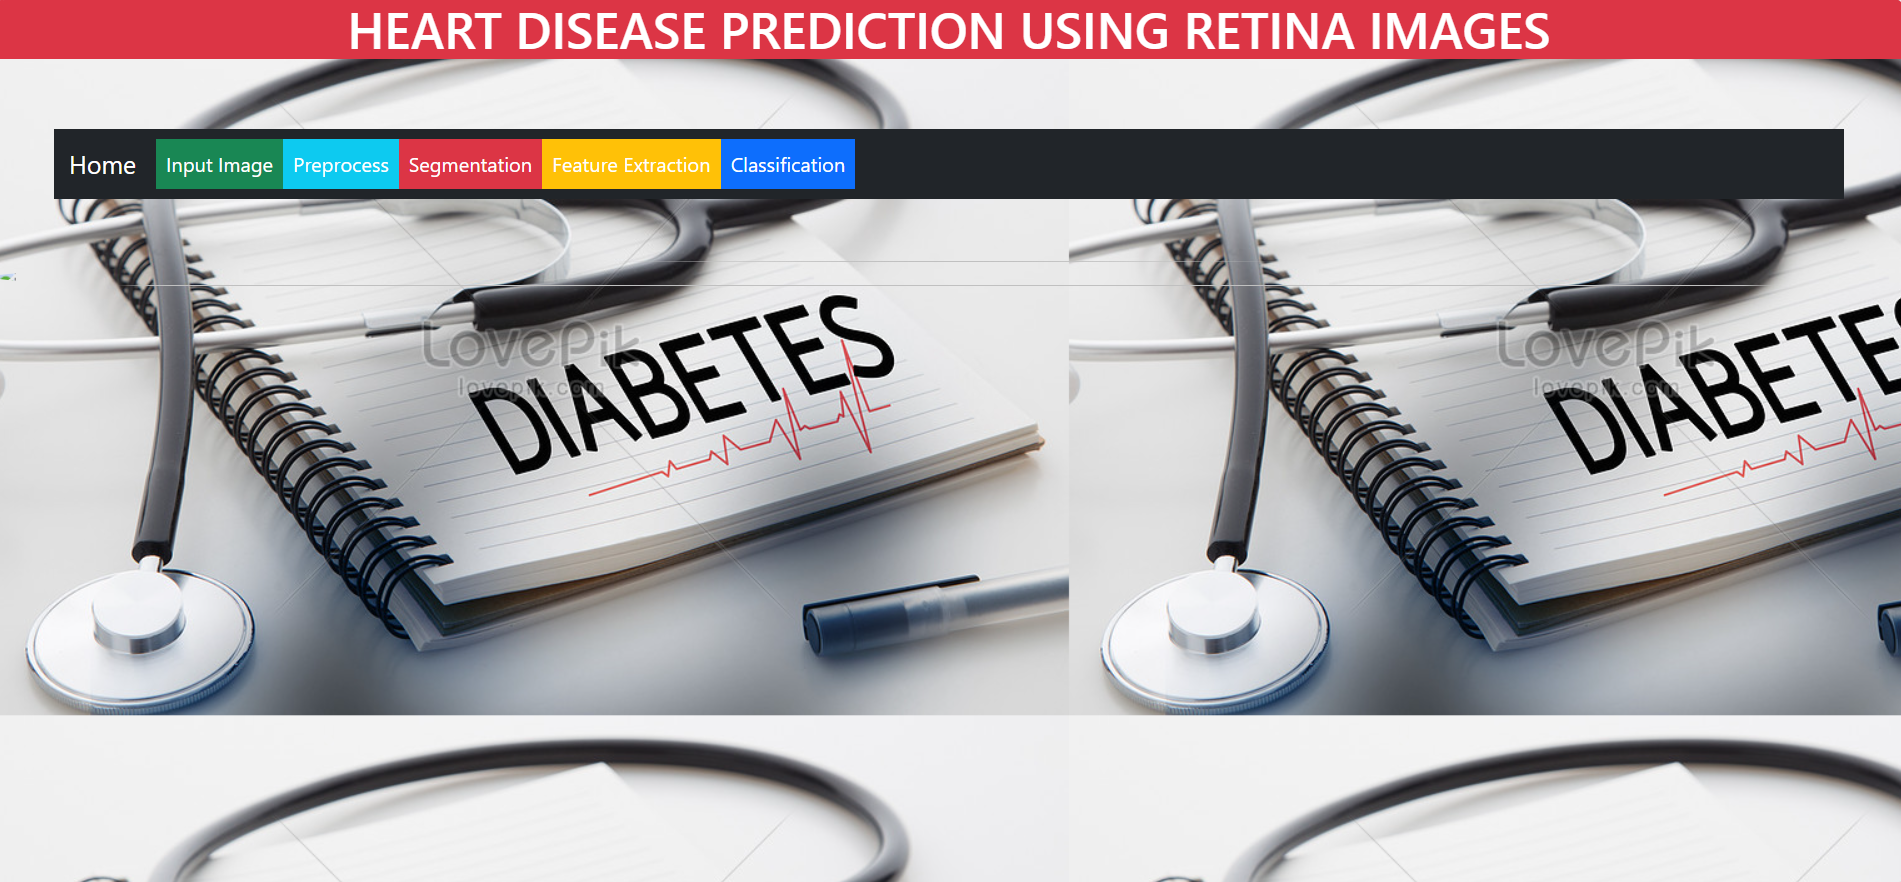 HEART DISEASE PREDICTION USING RETINA IMAGES
Home Input Image Preprocess Segmentation Feature Extraction Classification
LovePik
lovepik.com
DIABETES
LovePik
lovepik.com
DIABETES